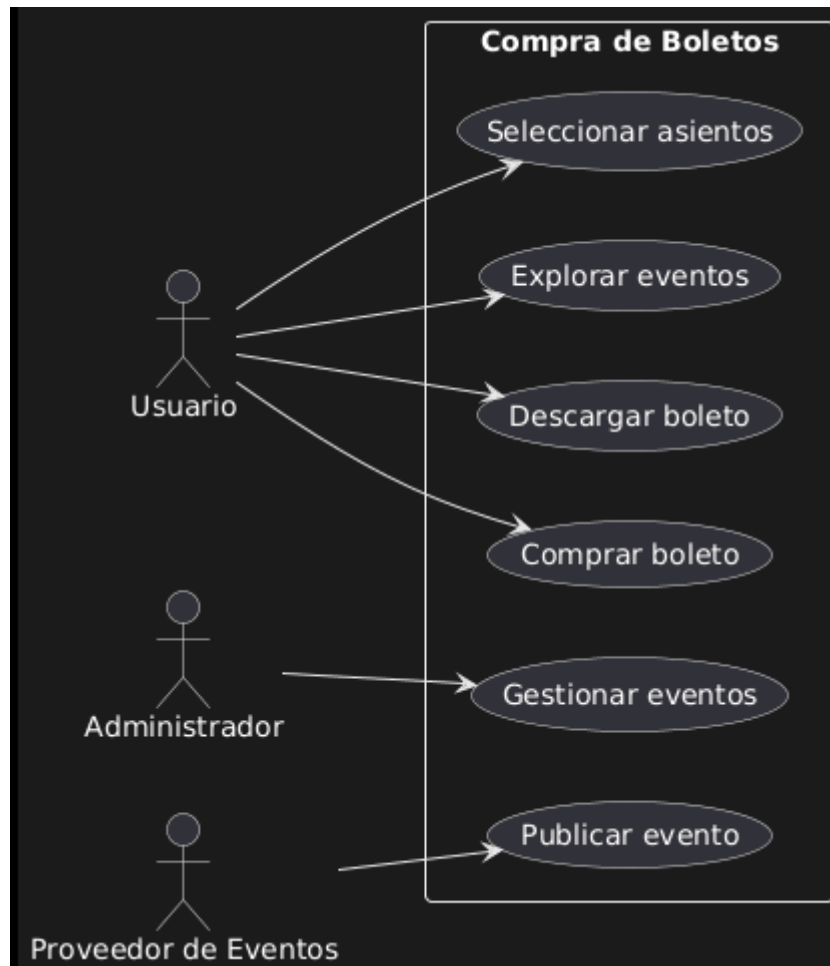 Compra de Boletos
Seleccionar asientos
Explorar eventos
Descargar boleto
Usuario
Comprar boleto
Gestionar eventos
Administrador
Publicar evento
Proveedor de Eventos